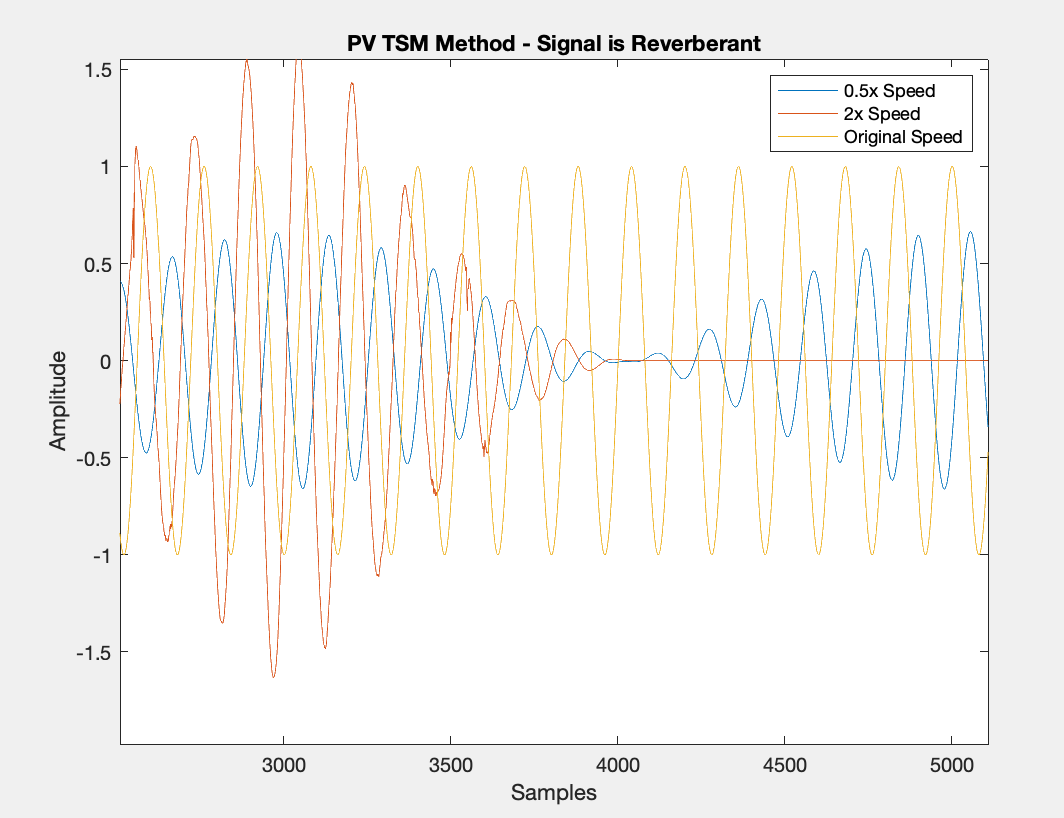 PV TSM Method - Signal is Reverberant
0.5x Speed
2x Speed
Original Speed
1.5
1
0.5
0
-0.5
-1
-1.5
Amplitude
3000
3500
4000
4500
5000
Samples